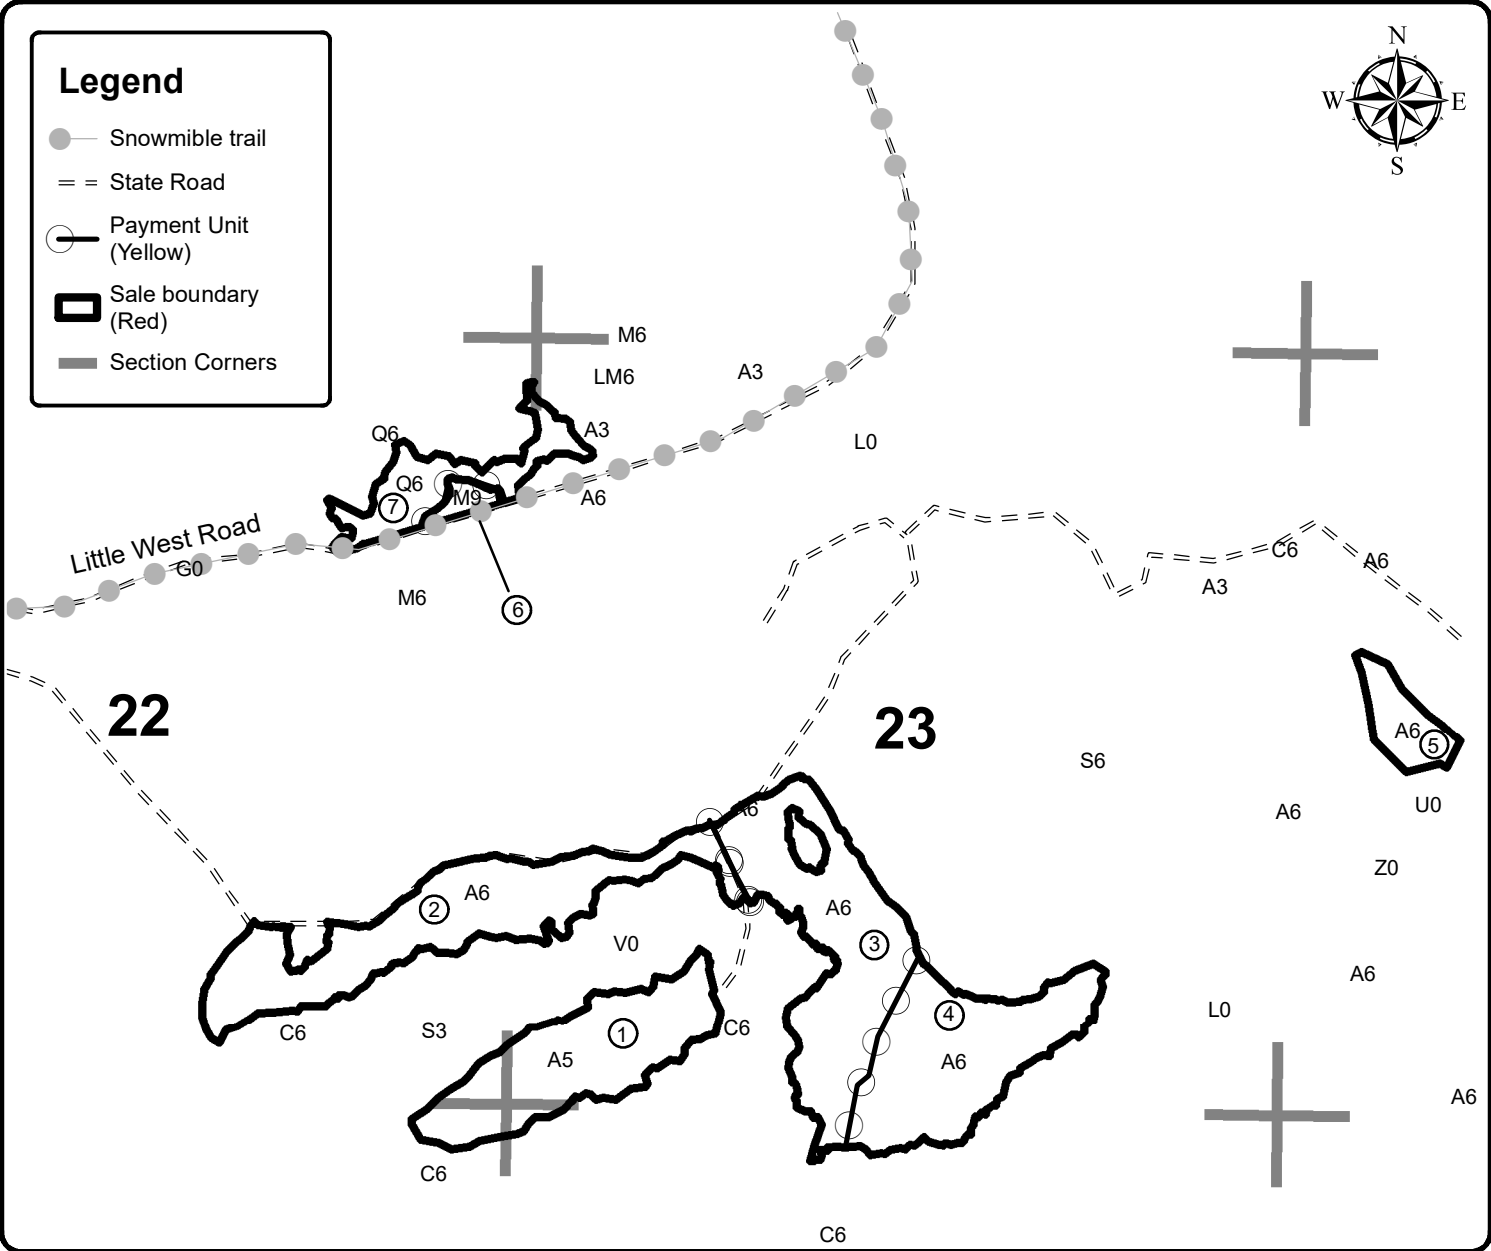 Legend
Snowmible trail
State Road
Payment Unit
(Yellow)
Sale boundary
(Red)
Section Corners
N
W
E
S
M6
LM6
A3
A3
Q6
L0
Q6
M9
7
A6
Little West Road
G0
M6
6
C6
A6
A3
22
23
A6
5
S6
U0
A6
A6
Z0
A6
2
A6
3
V0
A6
L0
4
C6
S3
1
C6
A5
A6
A6
C6
C6